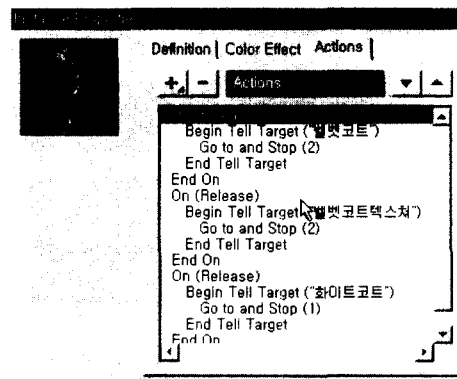 Definition Color Effect Actions
Actions
Begin Tell Target ("벨벳코트")
Go to and Stop (2)
End Tell Target
End On
On (Release)
Begin Tell Target ("벨벳코트텍스쳐")
Go to and Stop (2)
End Tell Target
End On
On (Release)
Begin Tell Target ("화이트코트")
Go to and Stop (1)
End Tell Target
End On